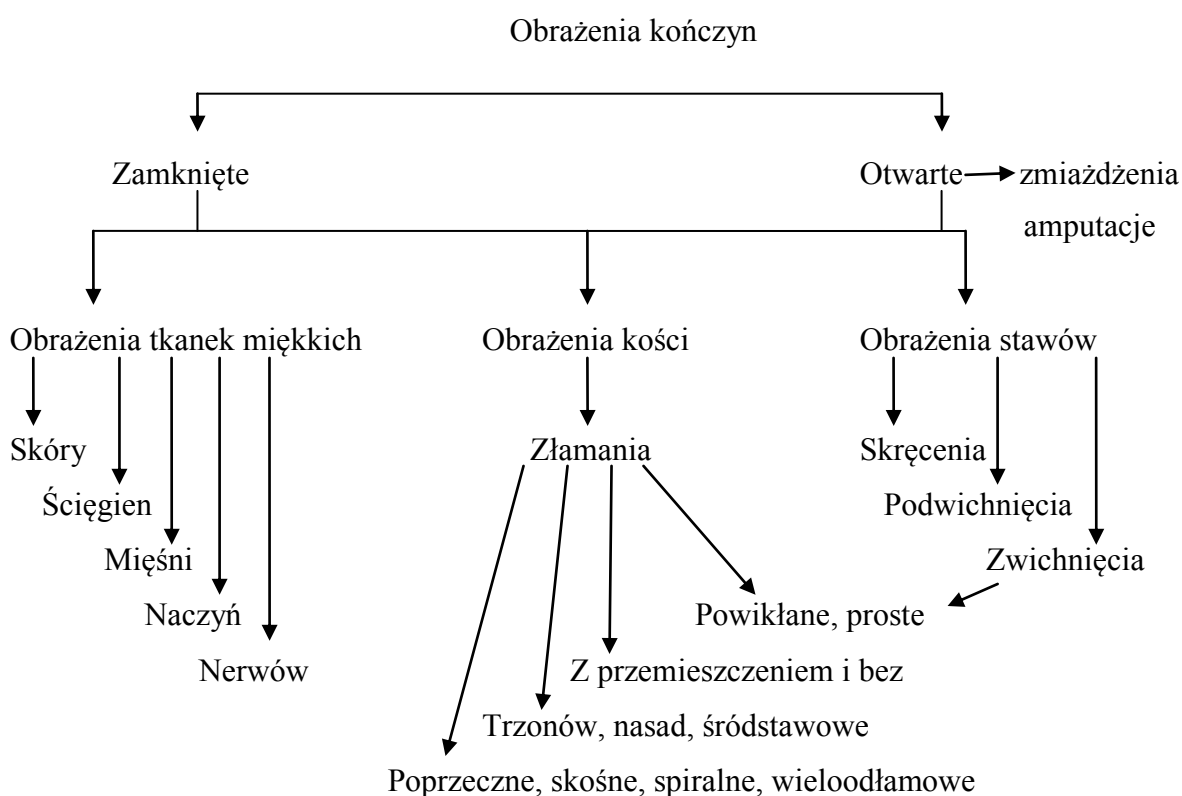 Obrażenia kończyn
Zamknięte
Otwarte
zmiażdżenia
amputacje
Obrażenia tkanek miękkich
Obrażenia kości
Obrażenia stawów
Skóry
Złamania
Skręcenia
Ścięgien
Podwichnięcia
Mięśni
Zwichnięcia
Naczyń
Powikłane, proste
Nerwów
Z przemieszczeniem i bez
Trzonów, nasad, śródstawowe
Poprzeczne, skośne, spiralne, wieloodłamowe